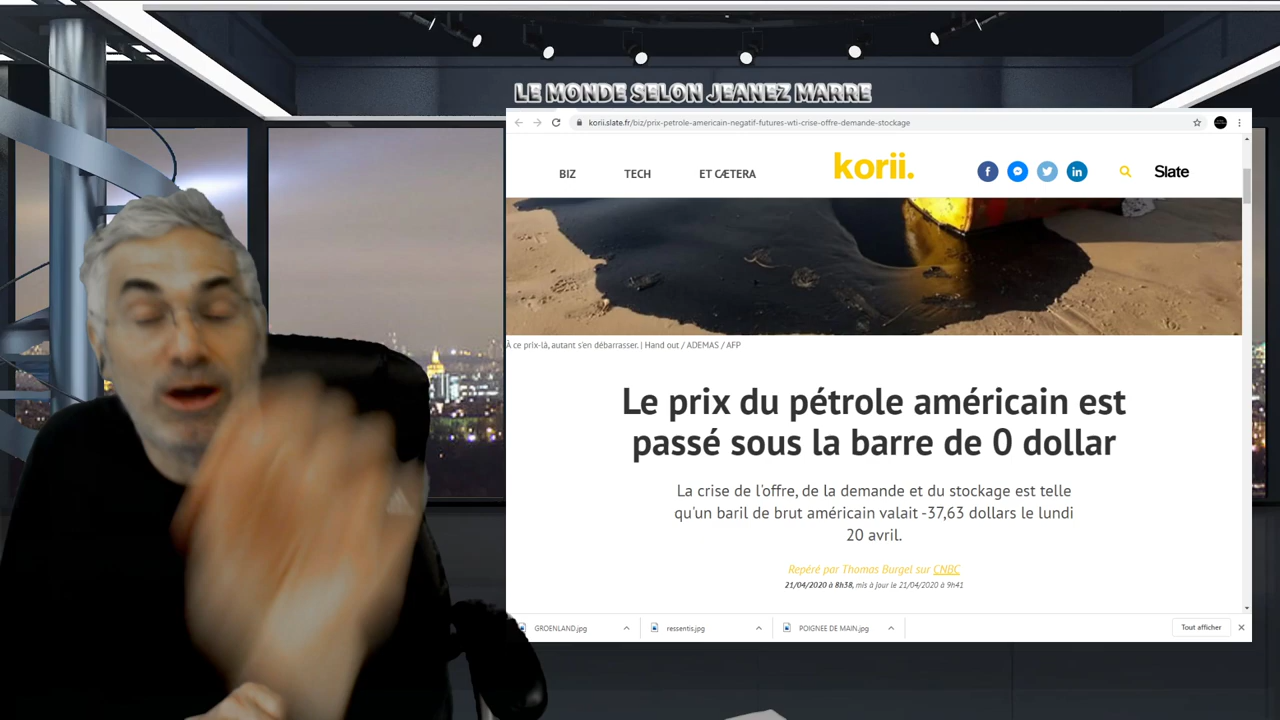 LE MONDE SELON JEANEZ MARRE
korii.slate.fr/biz/prix-petrole-americain-negatif-futures-wti-crise-offre-demande-stockage
BIZ TECH ET CÆTERA korii. f in Slate
À ce prix-là, autant s'en débarrasser. | Hand out / ADEMAS / AFP
Le prix du pétrole américain est
passé sous la barre de 0 dollar
La crise de l'offre, de la demande et du stockage est telle
qu'un baril de brut américain valait -37,63 dollars le lundi
20 avril.
Repéré par Thomas Burgel sur CNBC
21/04/2020 à 8h38, mis à jour le 21/04/2020 à 9h41
GROENLAND.jpg ressentis.jpg POIGNEE DE MAIN.jpg Tout afficher